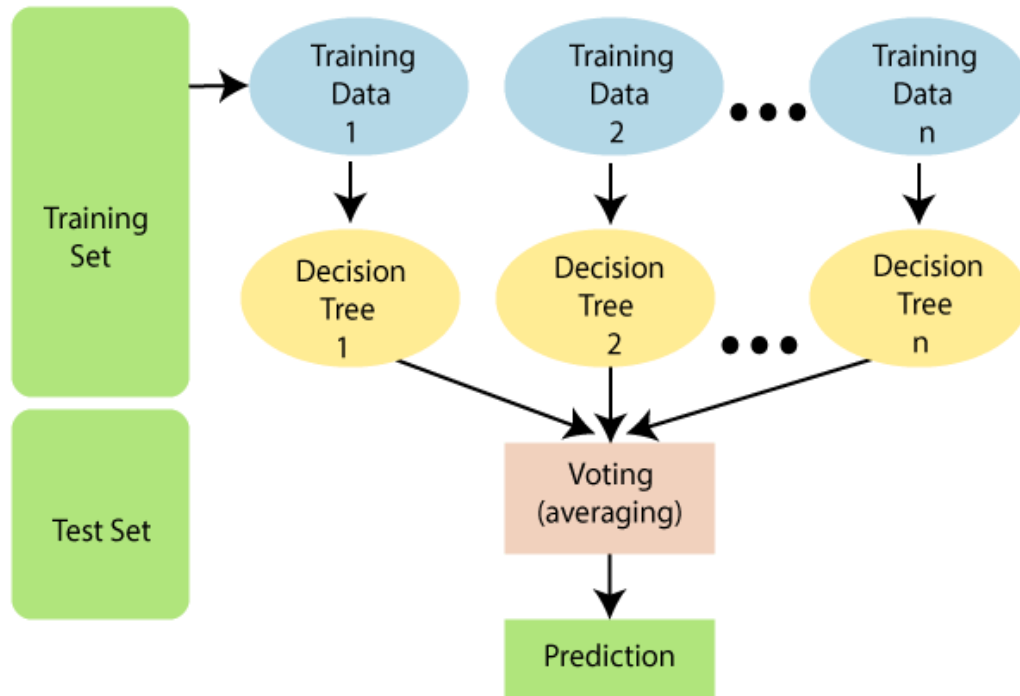 Training
Set
Test Set
Training
Data
1
Training
Data
2
Training
Data
n
Decision
Tree
1
Decision
Tree
2
Decision
Tree
n
Voting
(averaging)
Prediction